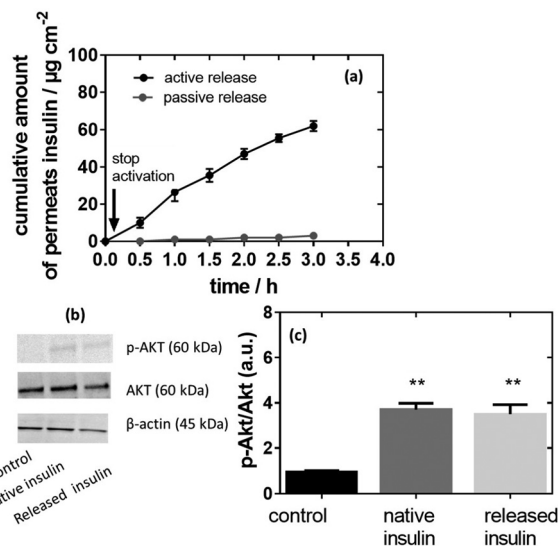 cumulative amount
of permeats insulin / µg cm-2
100
80
60
40
20
0
active release
passive release
(a)
stop
activation
0.0 0.5 1.0 1.5 2.0 2.5 3.0 3.5 4.0
time / h
(b)
p-AKT (60 kDa)
AKT (60 kDa)
β-actin (45 kDa)
Released insulin
insulin
(c)
p-Akt/Akt (a.u.)
8
6
4
2
0
**
**
control
native
insulin
released
insulin